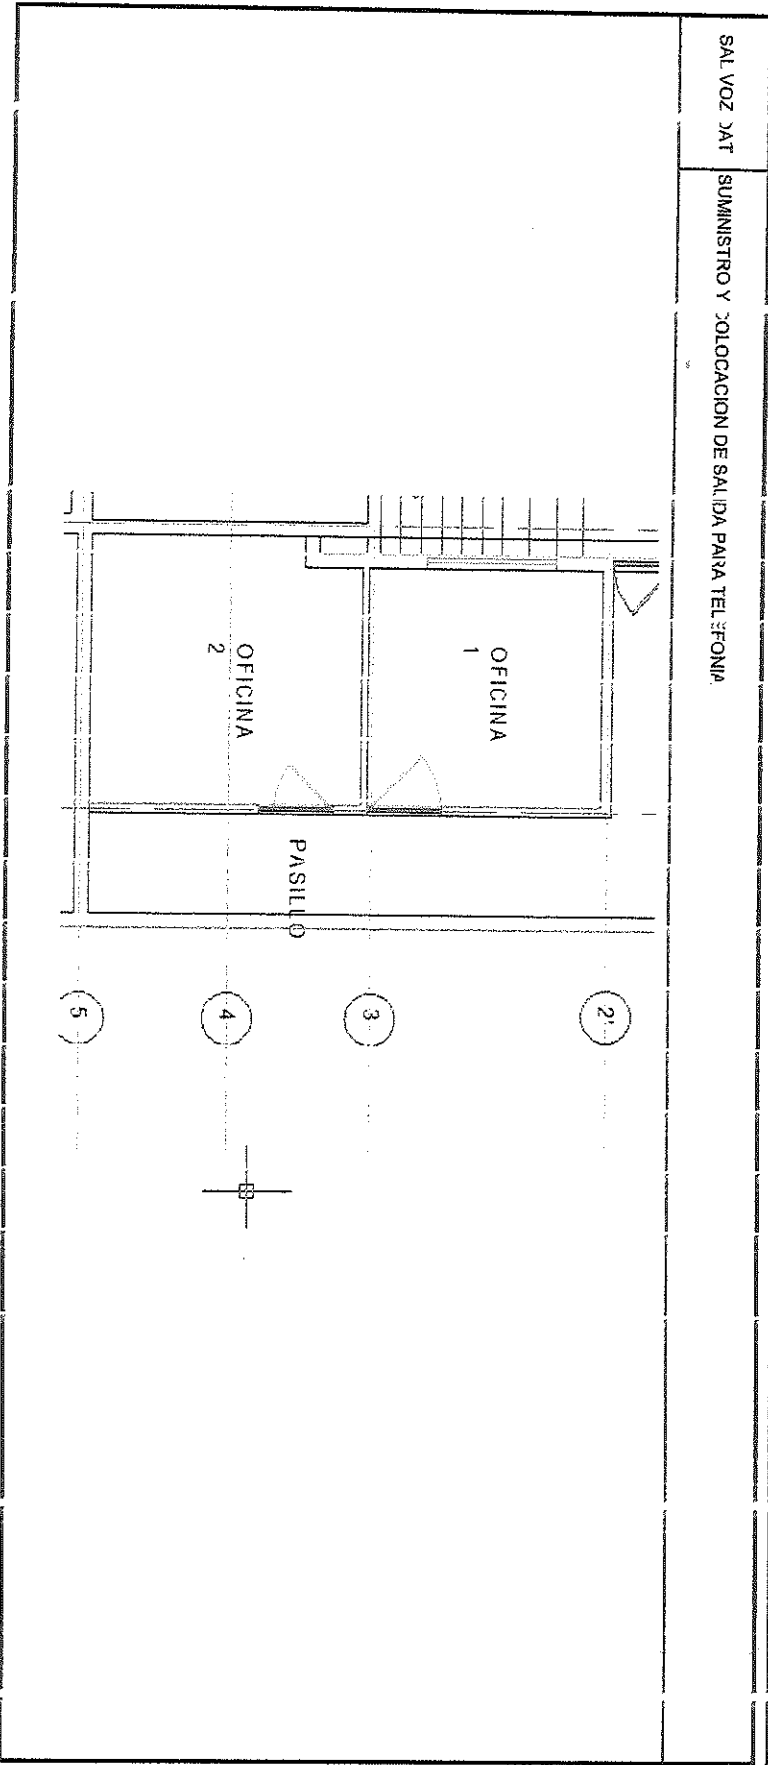 SAL VOZ DAT
SUMINISTRO Y COLOCACION DE SALIDA PARA TELEFONIA
OFICINA
1
OFICINA
2
PASILLO
2'
3
4
5